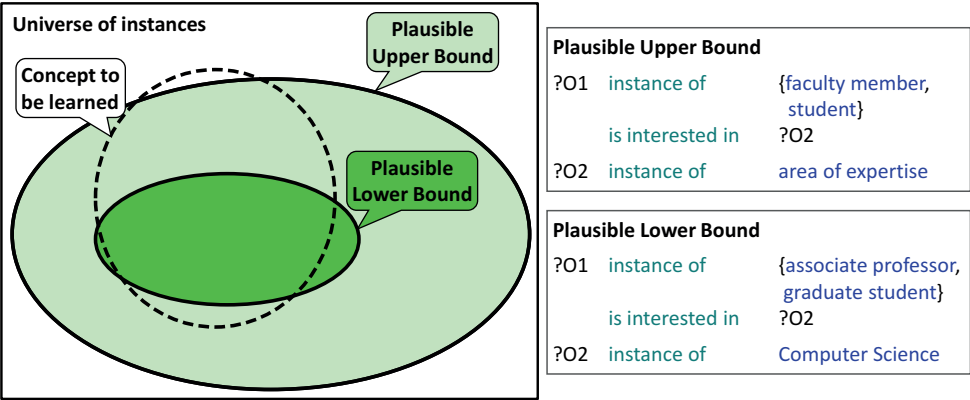 Universe of instances
Plausible
Upper Bound
Concept to
be learned
Plausible
Lower Bound
Plausible Upper Bound
?O1 instance of {faculty member,
student}
is interested in ?O2
?O2 instance of area of expertise
Plausible Lower Bound
?O1 instance of {associate professor,
graduate student}
is interested in ?O2
?O2 instance of Computer Science